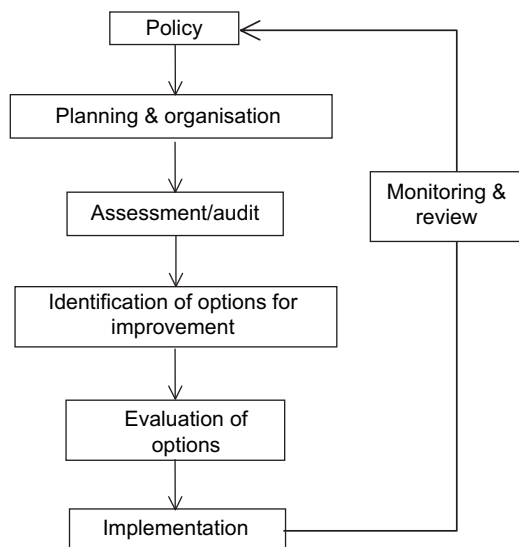 Policy
Planning & organisation
Assessment/audit
Identification of options for
improvement
Evaluation of
options
Implementation
Monitoring &
review